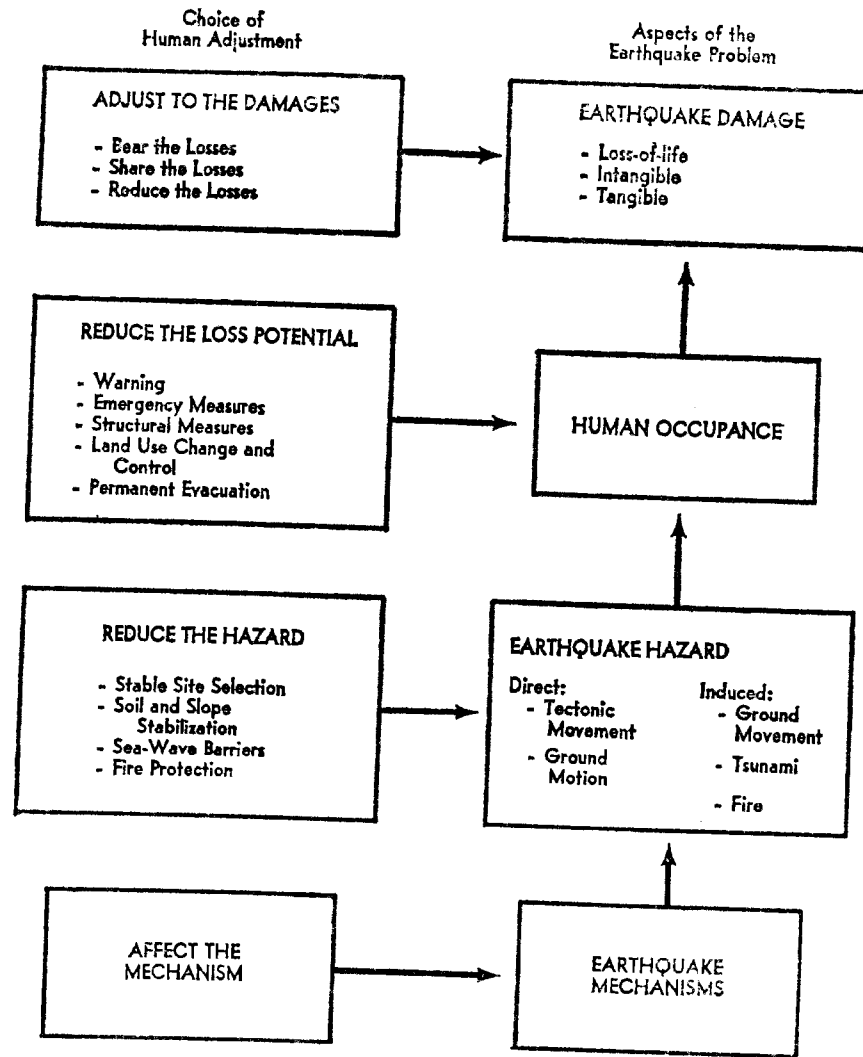 Choice of
Human Adjustment
Aspects of the
Earthquake Problem
ADJUST TO THE DAMAGES
- Bear the Losses
- Share the Losses
- Reduce the Losses
EARTHQUAKE DAMAGE
- Loss-of-life
- Intangible
- Tangible
REDUCE THE LOSS POTENTIAL
- Warning
- Emergency Measures
- Structural Measures
- Land Use Change and
Control
- Permanent Evacuation
HUMAN OCCUPANCE
REDUCE THE HAZARD
- Stable Site Selection
- Soil and Slope
Stabilization
- Sea-Wave Barriers
- Fire Protection
EARTHQUAKE HAZARD
Direct:
- Tectonic
Movement
- Ground
Motion
Induced:
- Ground
Movement
- Tsunami
- Fire
AFFECT THE
MECHANISM
EARTHQUAKE
MECHANISMS